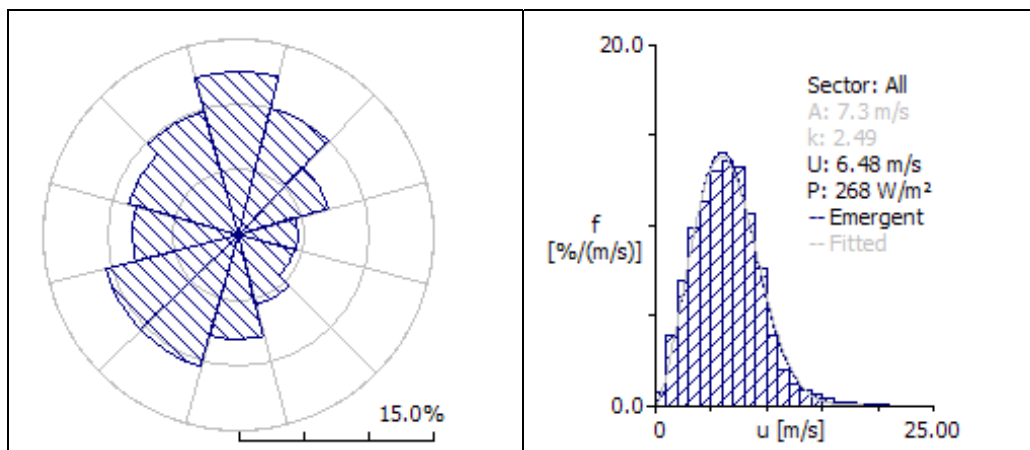 15.0%
20.0
Sector: All
A: 7.3 m/s
k: 2.49
U: 6.48 m/s
P: 268 W/m²
-- Emergent
-- Fitted
f
[%/(m/s)]
0.0
0
u [m/s]
25.00